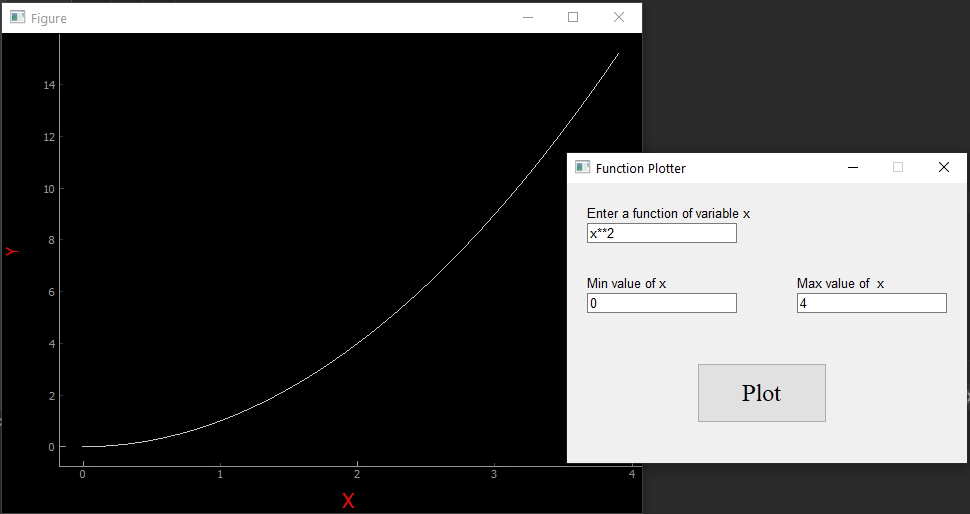 Figure
14
12
10
8
6
4
2
0
Y
0 1 2 3 4
X
Function Plotter
Enter a function of variable x
x**2
Min value of x
0
Max value of  x
4
Plot